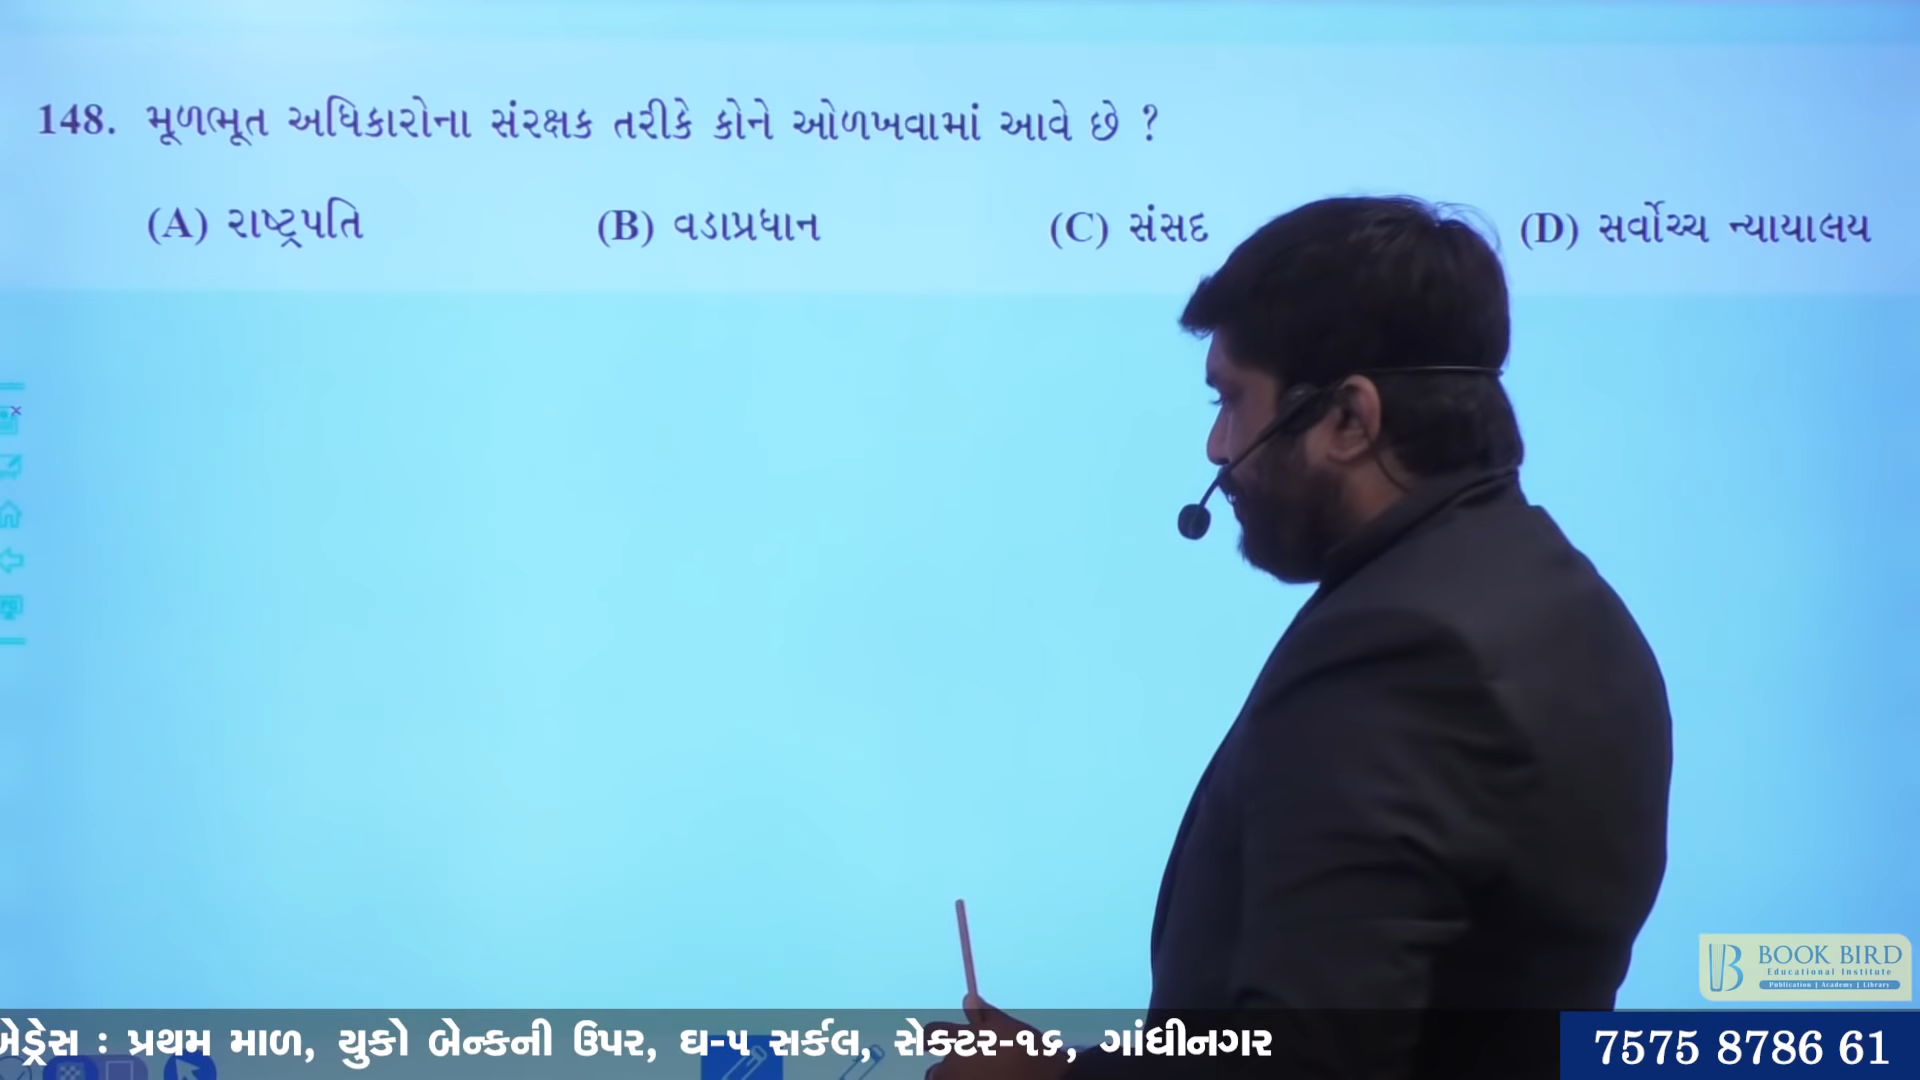 148. મૂળભૂત અધિકારોના સંરક્ષક તરીકે કોને ઓળખવામાં આવે છે ?
(A) રાષ્ટ્રપતિ (B) વડાપ્રધાન (C) સંસદ (D) સર્વોચ્ચ ન્યાયાલય
BOOK BIRD
Educational Institute
Publication | Academy | Library
એડ્રેસ : પ્રથમ માળ, યુકો બેન્કની ઉપર, ઘ-૫ સર્કલ, સેક્ટર-૧૬, ગાંધીનગર
7575 8786 61